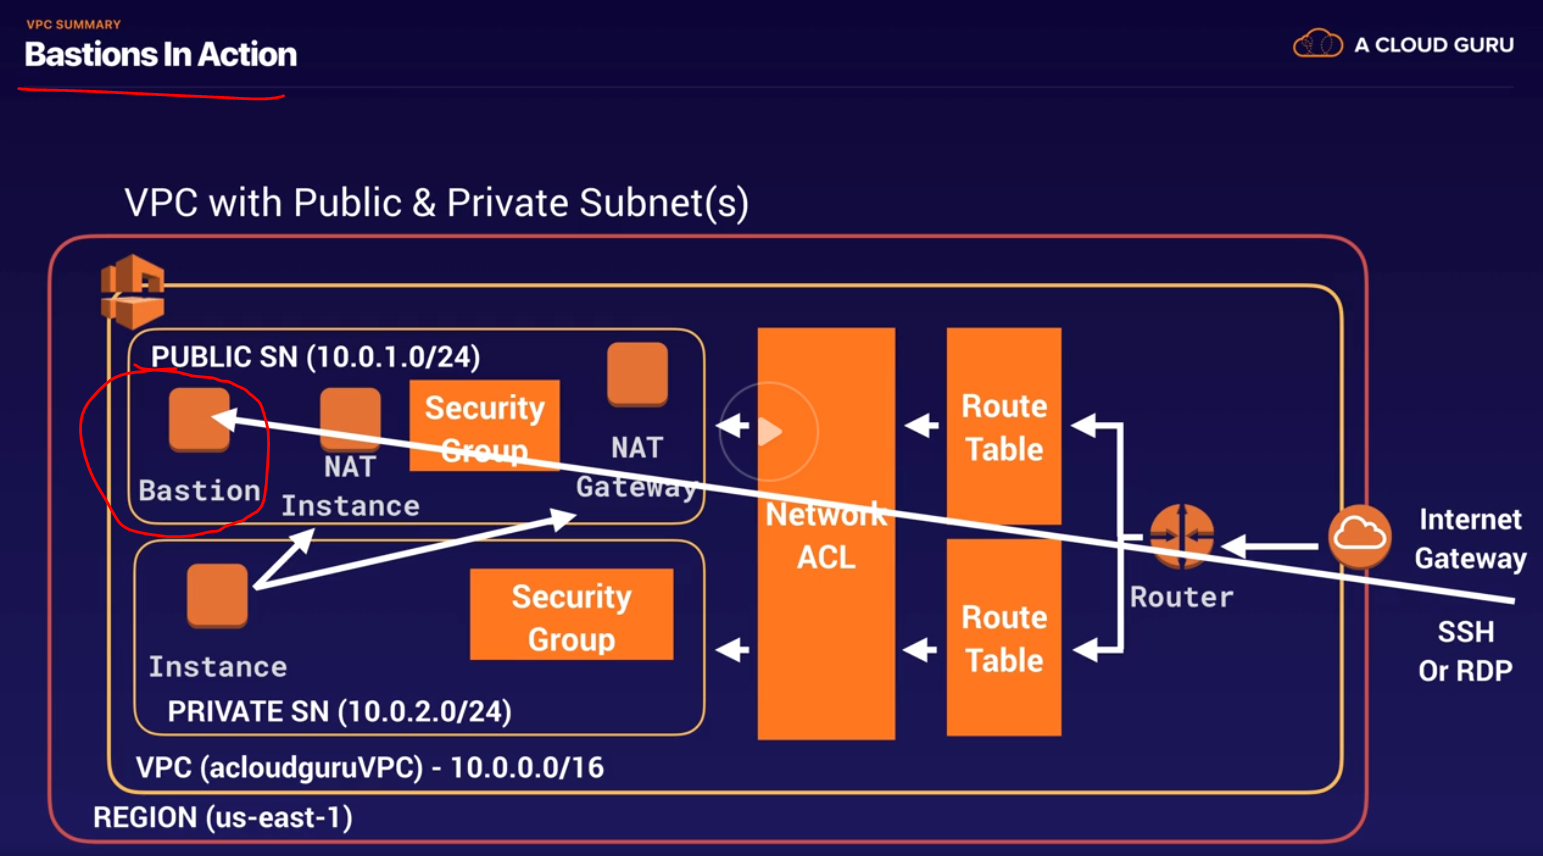 VPC SUMMARY
Bastions In Action
A CLOUD GURU
VPC with Public & Private Subnet(s)
PUBLIC SN (10.0.1.0/24)
Bastion
NAT
Instance
Security
Group
NAT
Gateway
Network
ACL
Route
Table
Route
Table
Router
Internet
Gateway
SSH
Or RDP
Instance
Security
Group
PRIVATE SN (10.0.2.0/24)
VPC (acloudguruVPC) - 10.0.0.0/16
REGION (us-east-1)